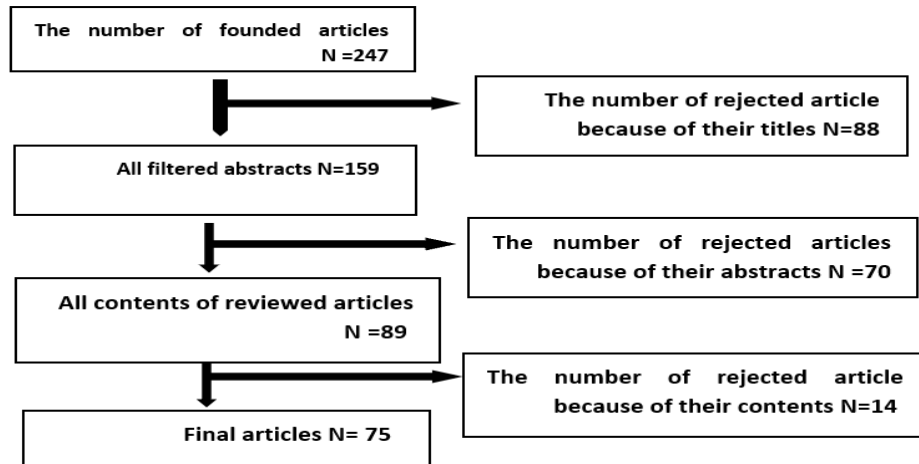 The number of founded articles
N =247
The number of rejected article
because of their titles N=88
All filtered abstracts N=159
The number of rejected articles
because of their abstracts N =70
All contents of reviewed articles
N =89
The number of rejected article
because of their contents N=14
Final articles N= 75